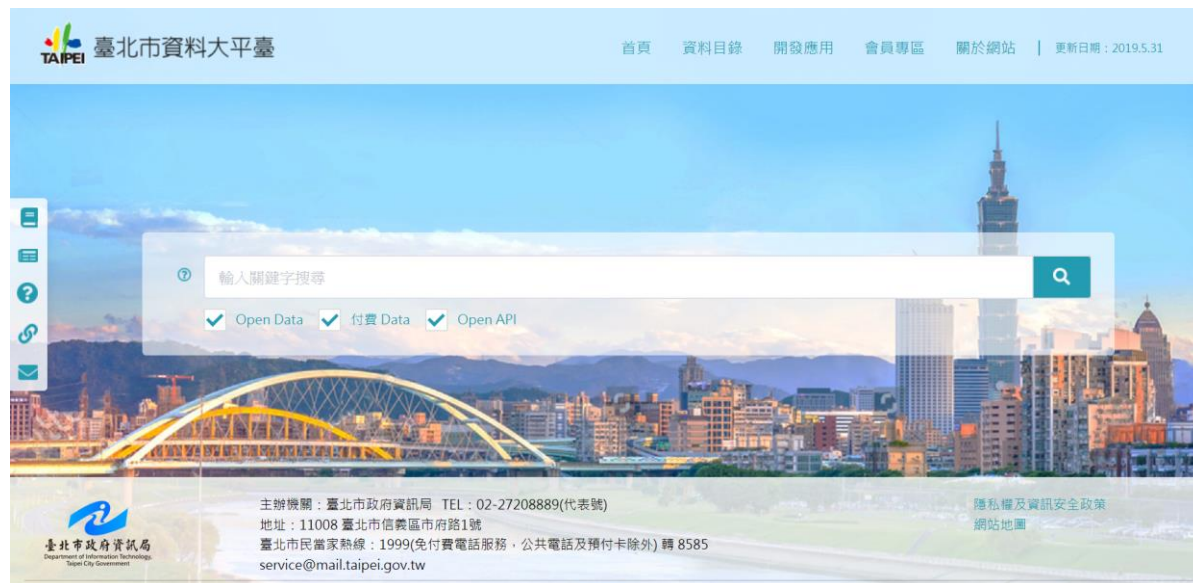 TAIPEI 臺北市資料大平臺
首頁 資料目錄 開發應用 會員專區 關於網站 | 更新日期：2019.5.31
輸入關鍵字搜尋
Open Data 付費 Data Open API
臺北市政府資訊局
Department of Information Technology,
Taipei City Government
主辦機關：臺北市政府資訊局 TEL：02-27208889(代表號)
地址：11008 臺北市信義區市府路1號
臺北市民當家熱線：1999(免付費電話服務，公共電話及預付卡除外) 轉 8585
service@mail.taipei.gov.tw
隱私權及資訊安全政策
網站地圖